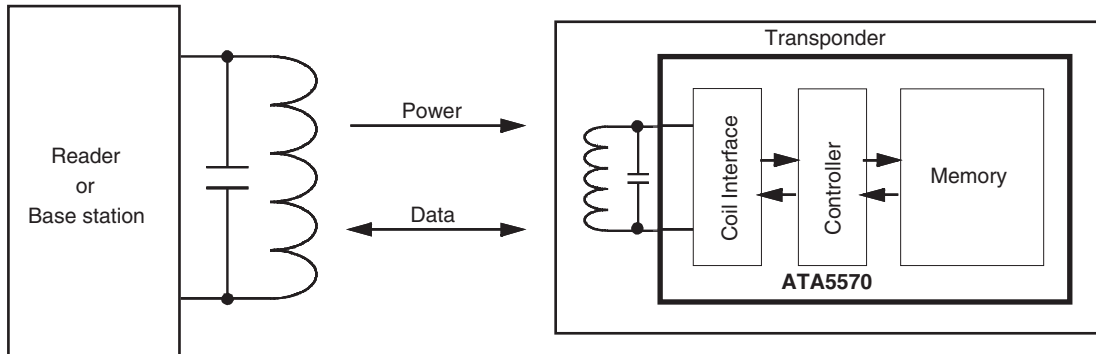 Reader
or
Base station
Power
Data
Transponder
Coil Interface
Controller
Memory
ATA5570